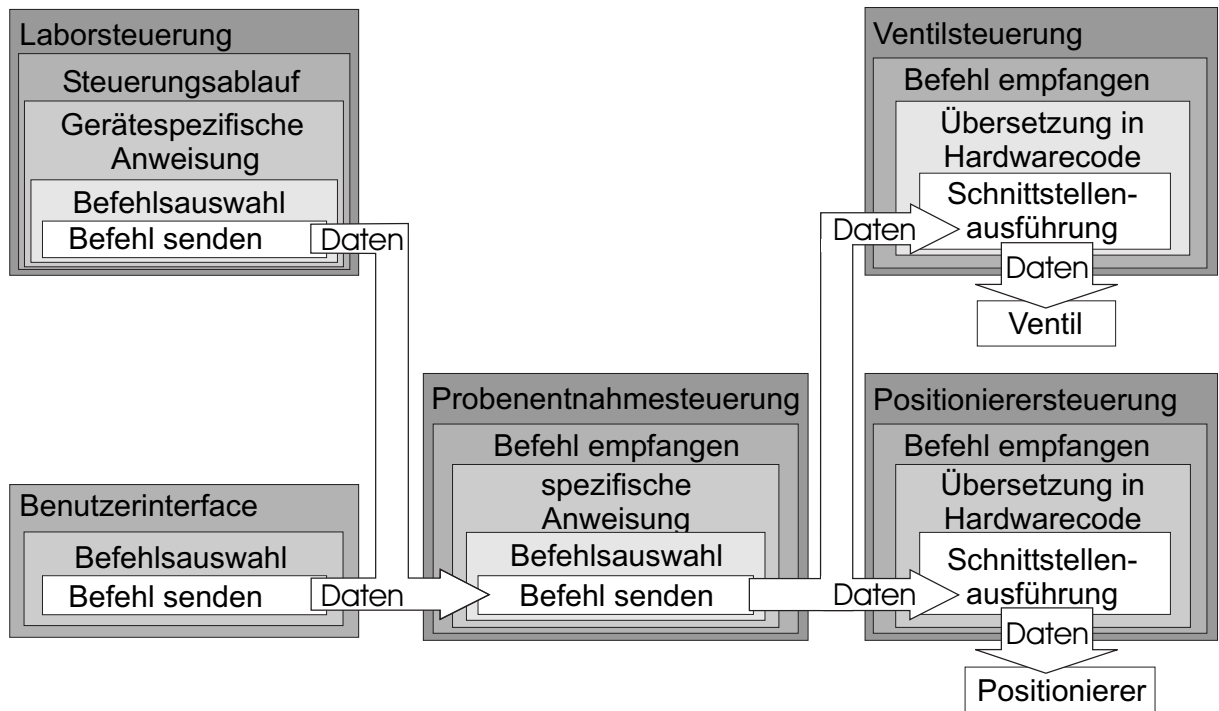 Laborsteuerung
Steuerungsablauf
Gerätespezifische
Anweisung
Befehlsauswahl
Befehl senden
Daten
Benutzerinterface
Befehlsauswahl
Befehl senden
Daten
Probenentnahmesteuerung
Befehl empfangen
spezifische
Anweisung
Befehlsauswahl
Befehl senden
Daten
Daten
Ventilsteuerung
Befehl empfangen
Übersetzung in
Hardwarecode
Schnittstellen-
ausführung
Daten
Ventil
Positionierersteuerung
Befehl empfangen
Übersetzung in
Hardwarecode
Schnittstellen-
ausführung
Daten
Positionierer